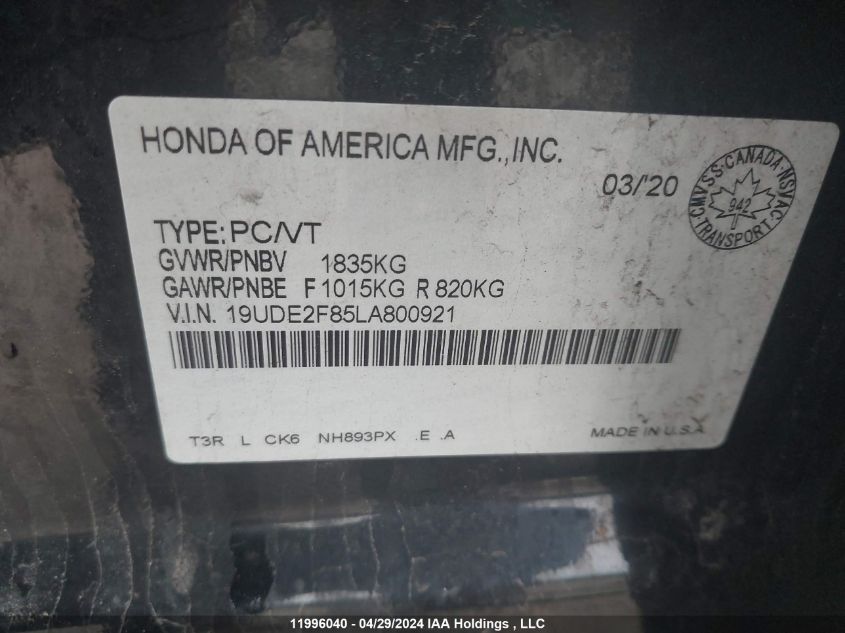 HONDA OF AMERICA MFG.,INC.
03/'20
CMVSS·CANADA·NSVAC·
942
TRANSPORT
TYPE:PC/VT
GVWR/PNBV 1835KG
GAWR/PNBE F 1015KG R 820KG
V.I.N. 19UDE2F85LA800921
T3R L CK6 NH893PX .E .A
MADE IN U.S.A.
11996040 - 04/29/2024 IAA Holdings , LLC